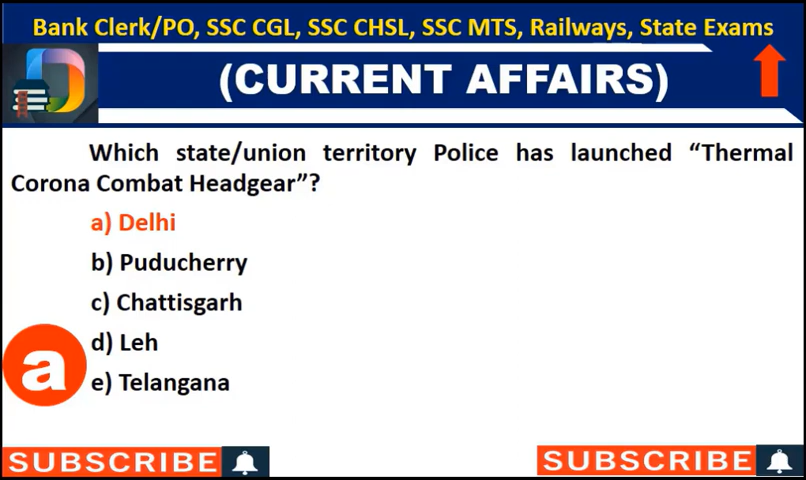 Bank Clerk/PO, SSC CGL, SSC CHSL, SSC MTS, Railways, State Exams
(CURRENT AFFAIRS)
Which state/union territory Police has launched “Thermal
Corona Combat Headgear”?
a) Delhi
b) Puducherry
c) Chattisgarh
d) Leh
a
e) Telangana
SUBSCRIBE
SUBSCRIBE